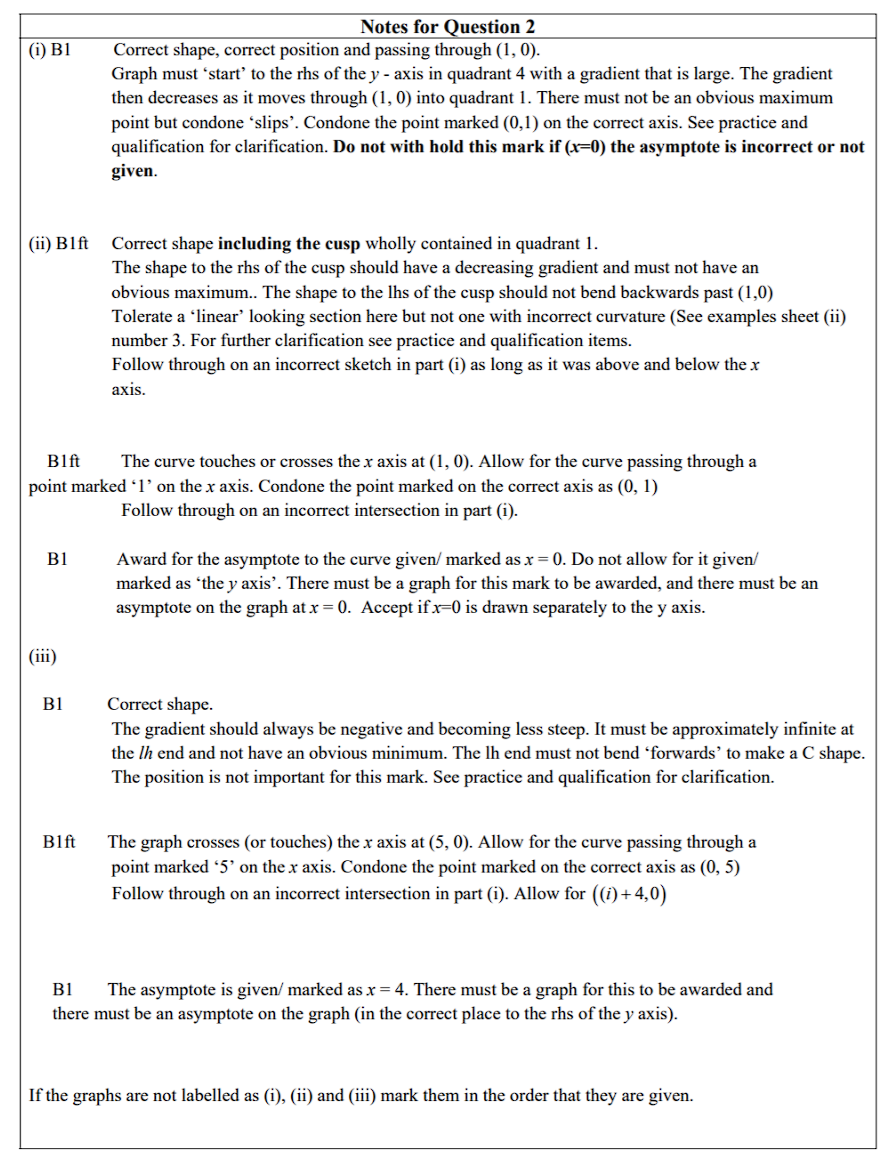 Notes for Question 2
(i) B1 Correct shape, correct position and passing through (1, 0).
Graph must ‘start’ to the rhs of the y - axis in quadrant 4 with a gradient that is large. The gradient
then decreases as it moves through (1, 0) into quadrant 1. There must not be an obvious maximum
point but condone ‘slips’. Condone the point marked (0,1) on the correct axis. See practice and
qualification for clarification. Do not with hold this mark if (x=0) the asymptote is incorrect or not
given.
(ii) B1ft Correct shape including the cusp wholly contained in quadrant 1.
The shape to the rhs of the cusp should have a decreasing gradient and must not have an
obvious maximum.. The shape to the lhs of the cusp should not bend backwards past (1,0)
Tolerate a ‘linear’ looking section here but not one with incorrect curvature (See examples sheet (ii)
number 3. For further clarification see practice and qualification items.
Follow through on an incorrect sketch in part (i) as long as it was above and below the x
axis.
B1ft The curve touches or crosses the x axis at (1, 0). Allow for the curve passing through a
point marked ‘1’ on the x axis. Condone the point marked on the correct axis as (0, 1)
Follow through on an incorrect intersection in part (i).
B1 Award for the asymptote to the curve given/ marked as x = 0. Do not allow for it given/
marked as ‘the y axis’. There must be a graph for this mark to be awarded, and there must be an
asymptote on the graph at x = 0. Accept if x=0 is drawn separately to the y axis.
(iii)
B1 Correct shape.
The gradient should always be negative and becoming less steep. It must be approximately infinite at
the lh end and not have an obvious minimum. The lh end must not bend ‘forwards’ to make a C shape.
The position is not important for this mark. See practice and qualification for clarification.
B1ft The graph crosses (or touches) the x axis at (5, 0). Allow for the curve passing through a
point marked ‘5’ on the x axis. Condone the point marked on the correct axis as (0, 5)
Follow through on an incorrect intersection in part (i). Allow for ((i)+4,0)
B1 The asymptote is given/ marked as x = 4. There must be a graph for this to be awarded and
there must be an asymptote on the graph (in the correct place to the rhs of the y axis).
If the graphs are not labelled as (i), (ii) and (iii) mark them in the order that they are given.